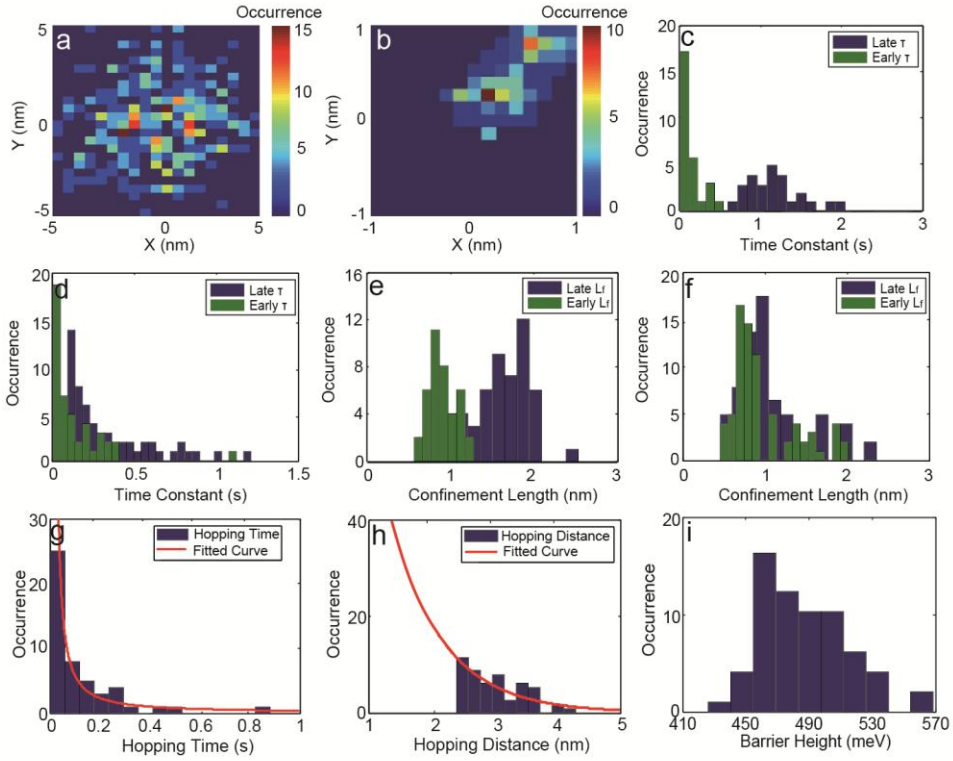 a
Occurrence
5
0
-5
Y (nm)
-5
0
5
X (nm)
15
10
5
0
b
Occurrence
1
0
-1
Y (nm)
-1
0
1
X (nm)
10
5
0
c
Late τ
Early τ
20
15
10
5
0
Occurrence
0
1
2
3
Time Constant (s)
d
Late τ
Early τ
20
15
10
5
0
Occurrence
0
0.5
1
1.5
Time Constant (s)
e
Late Lf
Early Lf
16
12
8
4
0
Occurrence
0
1
2
3
Confinement Length (nm)
f
Late Lf
Early Lf
20
15
10
5
0
Occurrence
0
1
2
3
Confinement Length (nm)
g
Hopping Time
Fitted Curve
30
20
10
0
Occurrence
0
0.2
0.4
0.6
0.8
1
Hopping Time (s)
h
Hopping Distance
Fitted Curve
40
20
0
Occurrence
1
2
3
4
5
Hopping Distance (nm)
i
20
10
0
Occurrence
410
450
490
530
570
Barrier Height (meV)